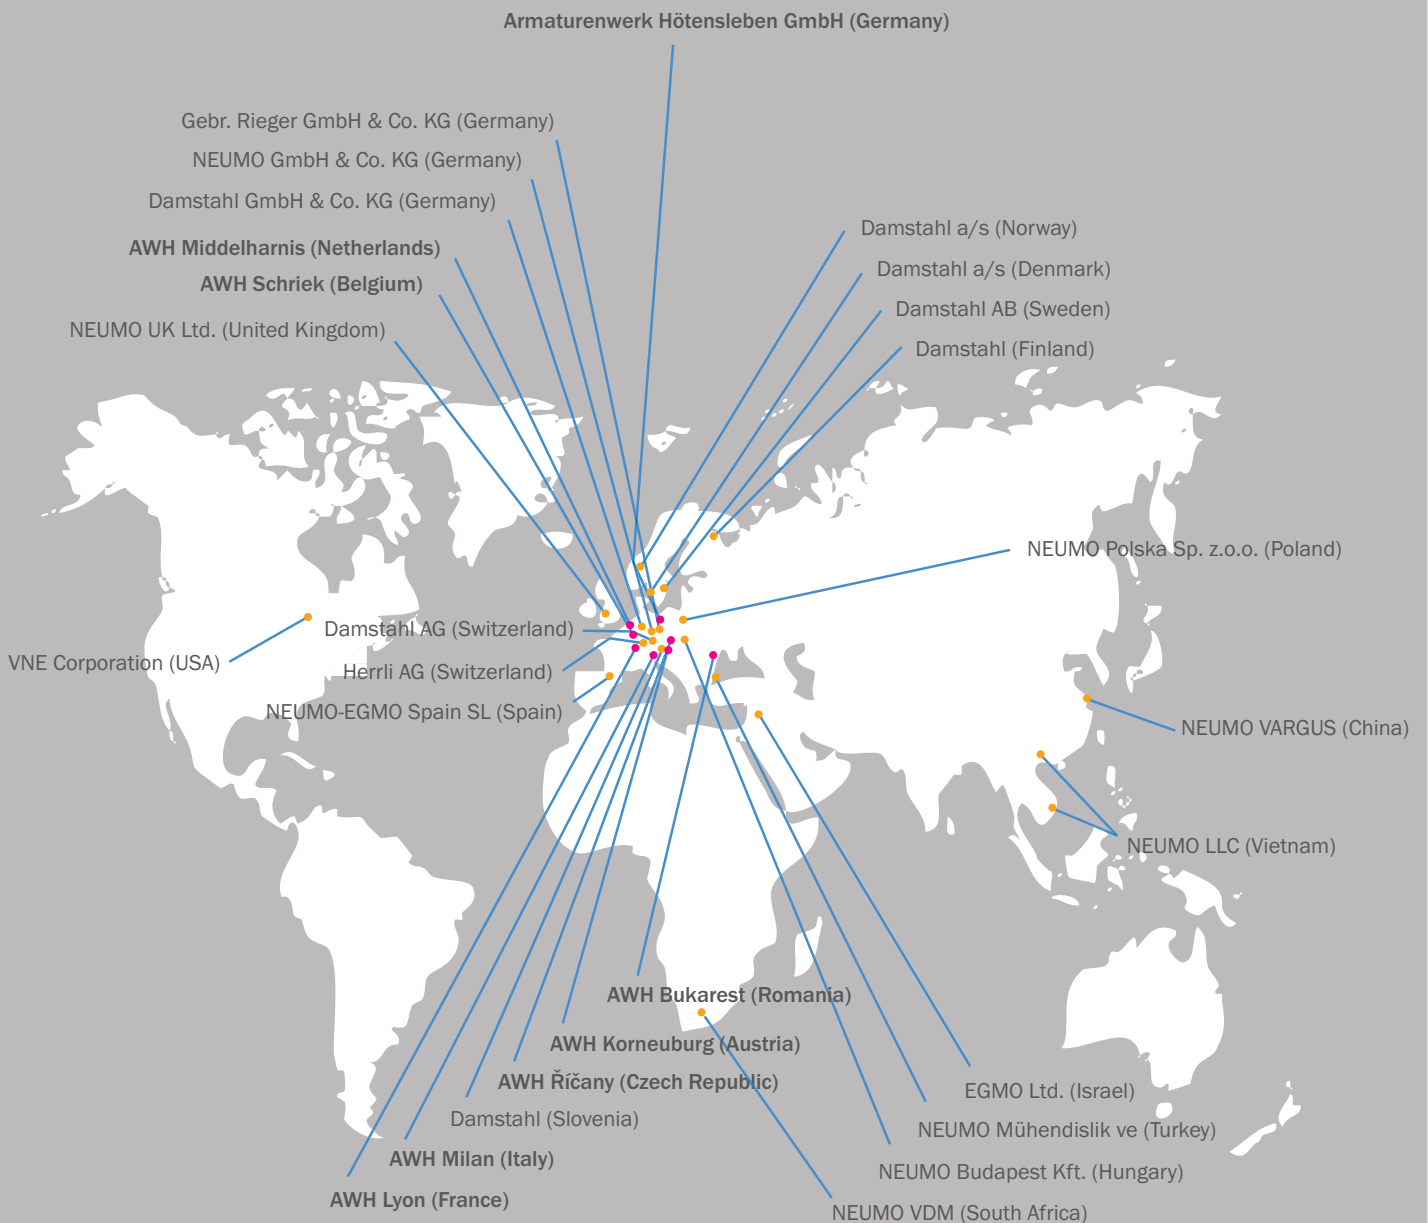 Armaturenwerk Hötensleben GmbH (Germany)
Gebr. Rieger GmbH & Co. KG (Germany)
NEUMO GmbH & Co. KG (Germany)
Damstahl GmbH & Co. KG (Germany)
AWH Middelharnis (Netherlands)
AWH Schriek (Belgium)
NEUMO UK Ltd. (United Kingdom)
Damstahl a/s (Norway)
Damstahl a/s (Denmark)
Damstahl AB (Sweden)
Damstahl (Finland)
NEUMO Polska Sp. z.o.o. (Poland)
Damstahl AG (Switzerland)
VNE Corporation (USA)
Herrli AG (Switzerland)
NEUMO-EGMO Spain SL (Spain)
NEUMO VARGUS (China)
NEUMO LLC (Vietnam)
AWH Bukarest (Romania)
AWH Korneuburg (Austria)
AWH Říčany (Czech Republic)
Damstahl (Slovenia)
AWH Milan (Italy)
AWH Lyon (France)
EGMO Ltd. (Israel)
NEUMO Mühendislik ve (Turkey)
NEUMO Budapest Kft. (Hungary)
NEUMO VDM (South Africa)